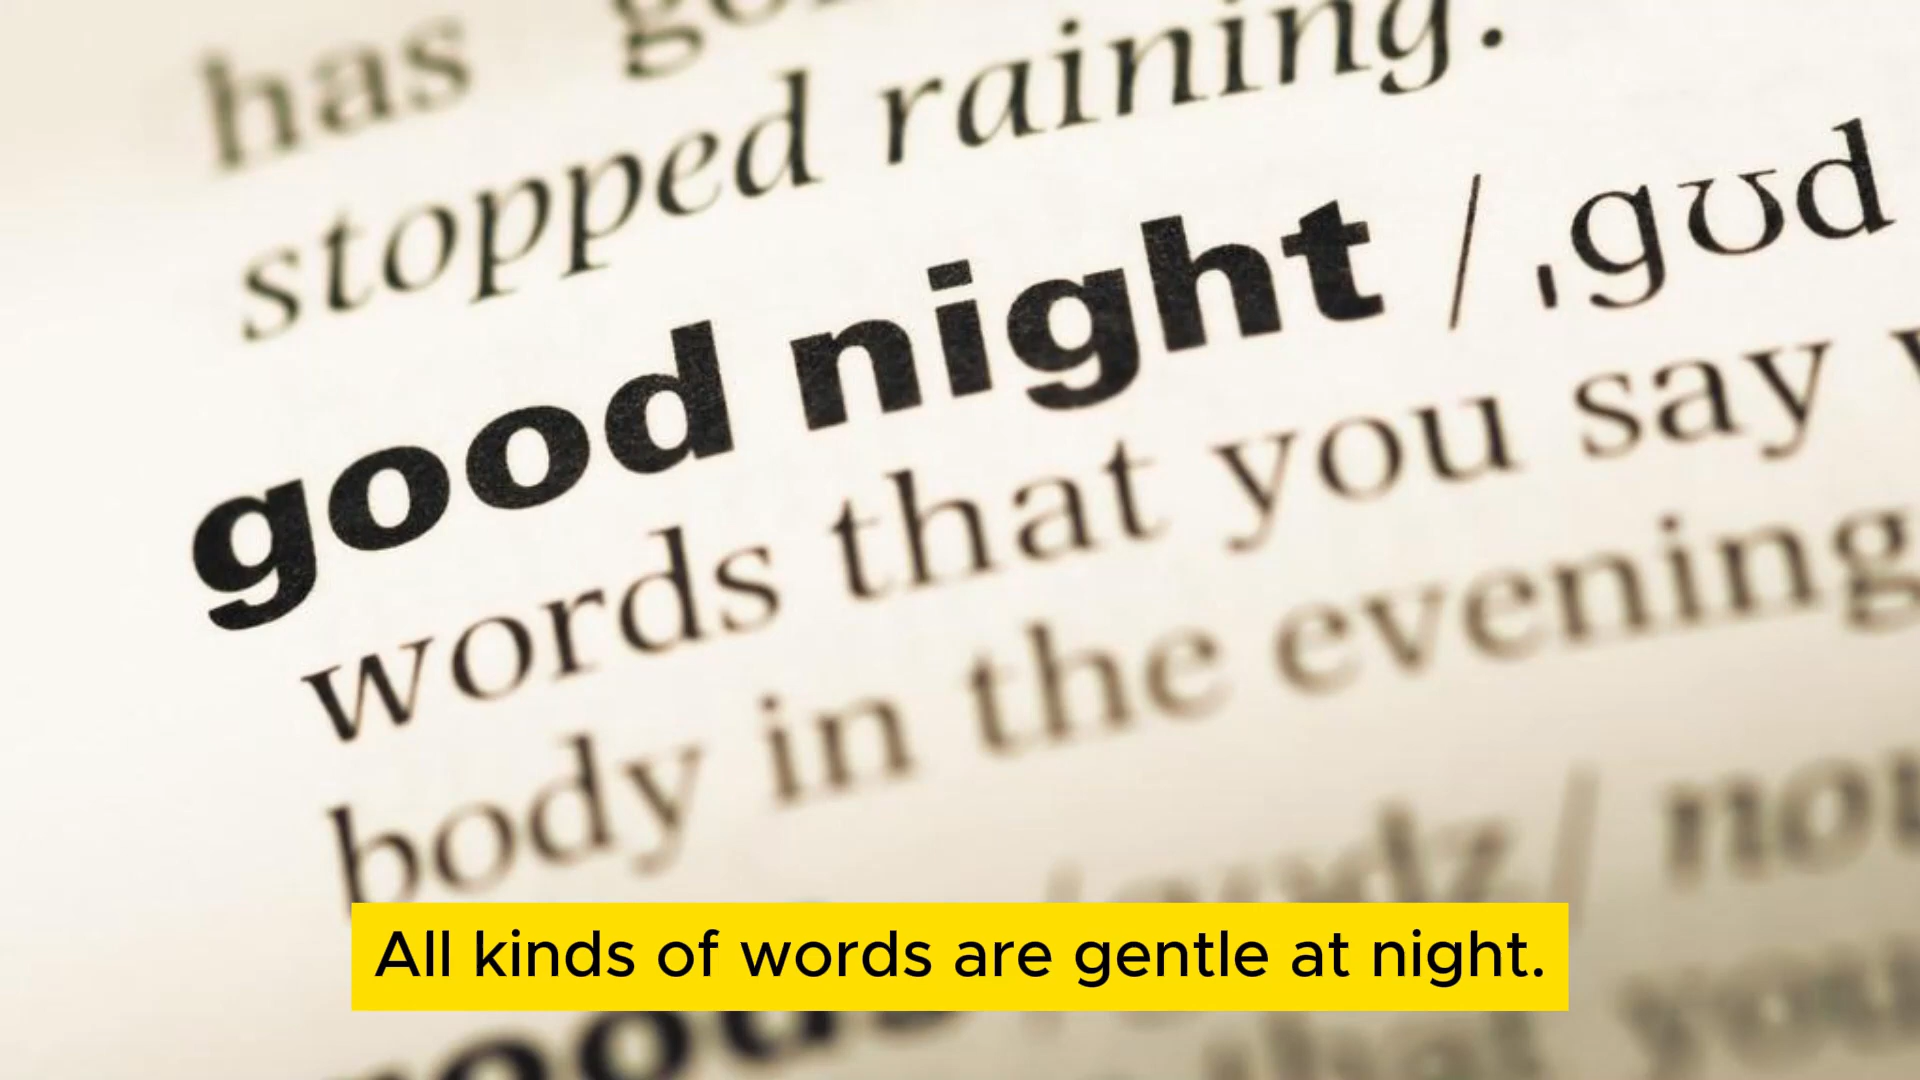 has
stopped raining.
good night /ˌgʊd
words that you say
body in the evening
nou
All kinds of words are gentle at night.